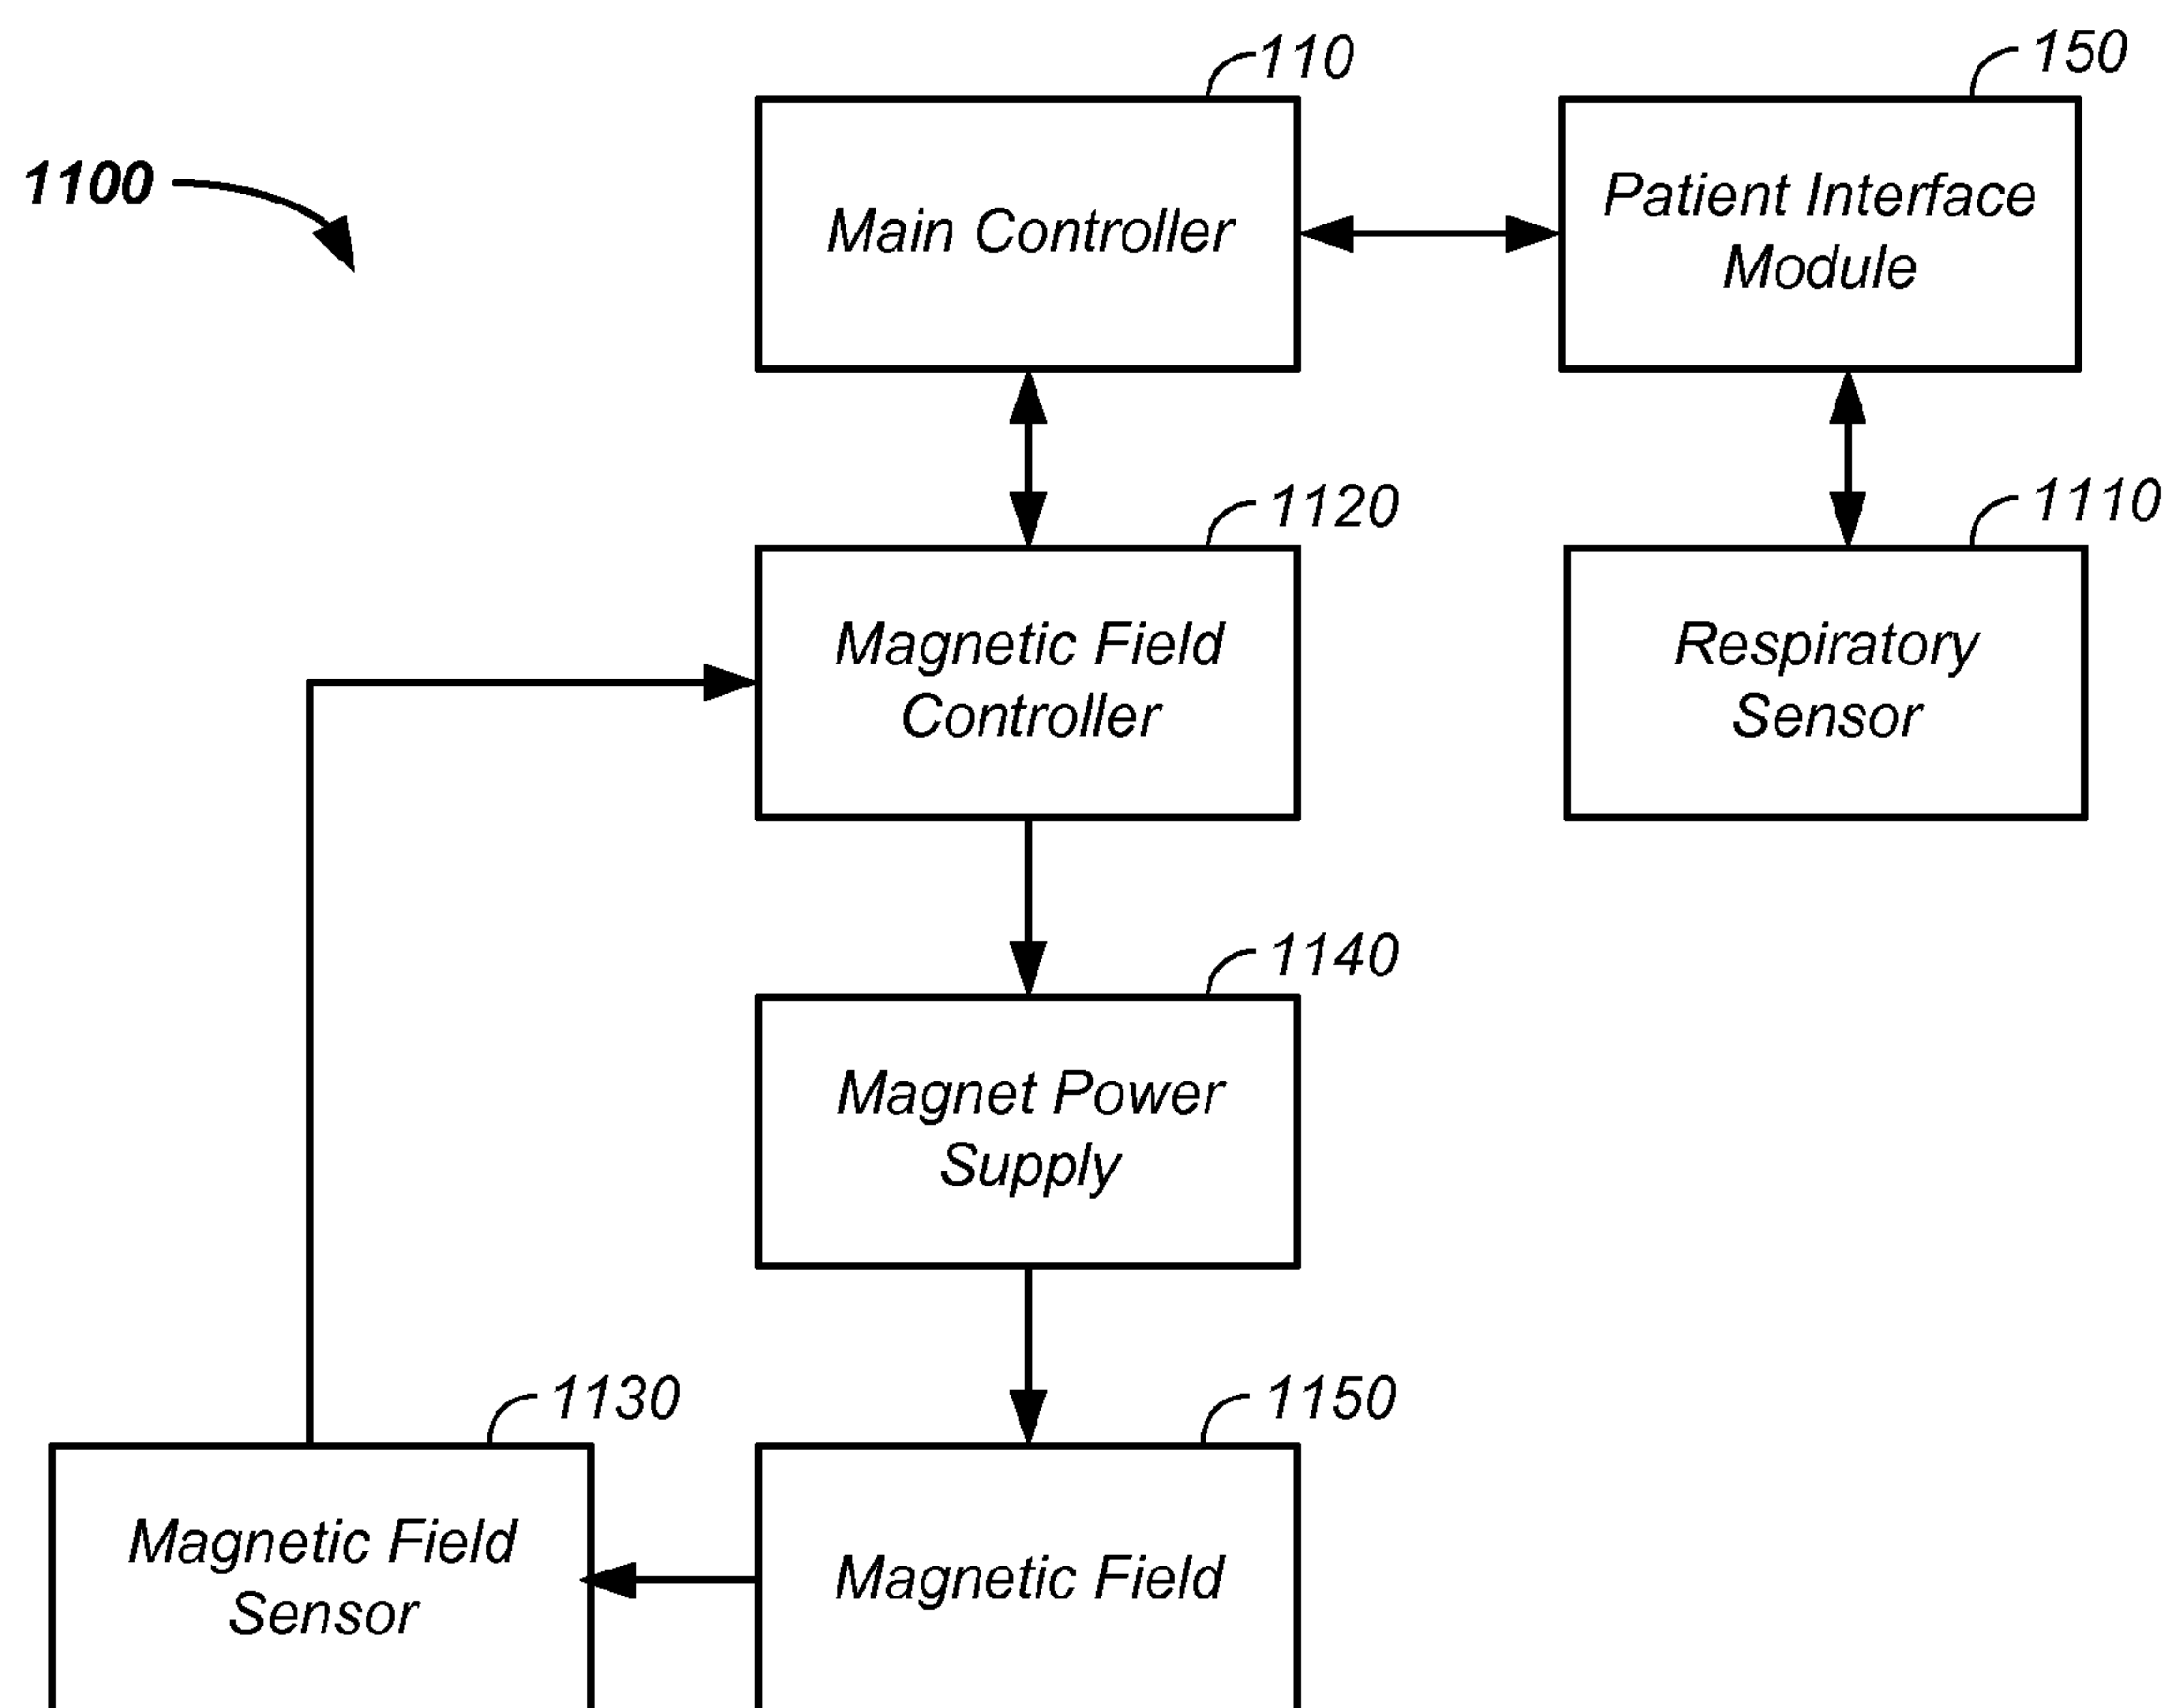 110
150
1100
Main Controller
Patient Interface
Module
1120
1110
Magnetic Field
Controller
Respiratory
Sensor
1140
Magnet Power
Supply
1130
1150
Magnetic Field
Sensor
Magnetic Field